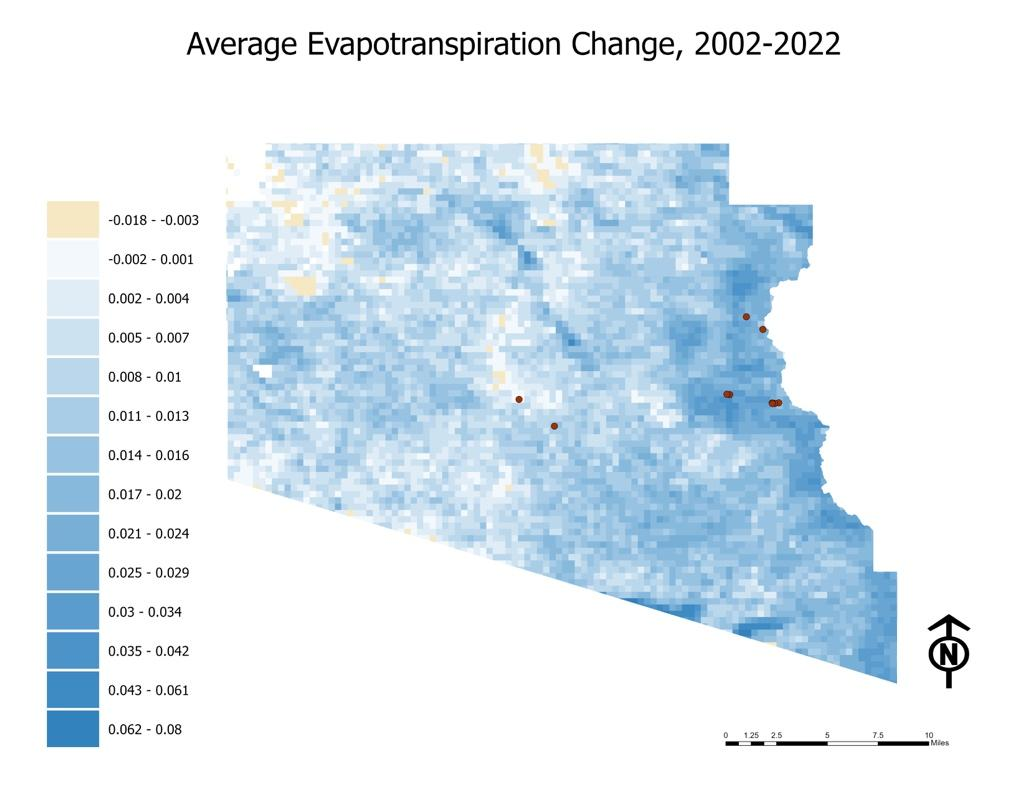 Average Evapotranspiration Change, 2002-2022
-0.018 - -0.003
-0.002 - 0.001
0.002 - 0.004
0.005 - 0.007
0.008 - 0.01
0.011 - 0.013
0.014 - 0.016
0.017 - 0.02
0.021 - 0.024
0.025 - 0.029
0.03 - 0.034
0.035 - 0.042
0.043 - 0.061
0.062 - 0.08
N
0 1.25 2.5 5 7.5 10
Miles